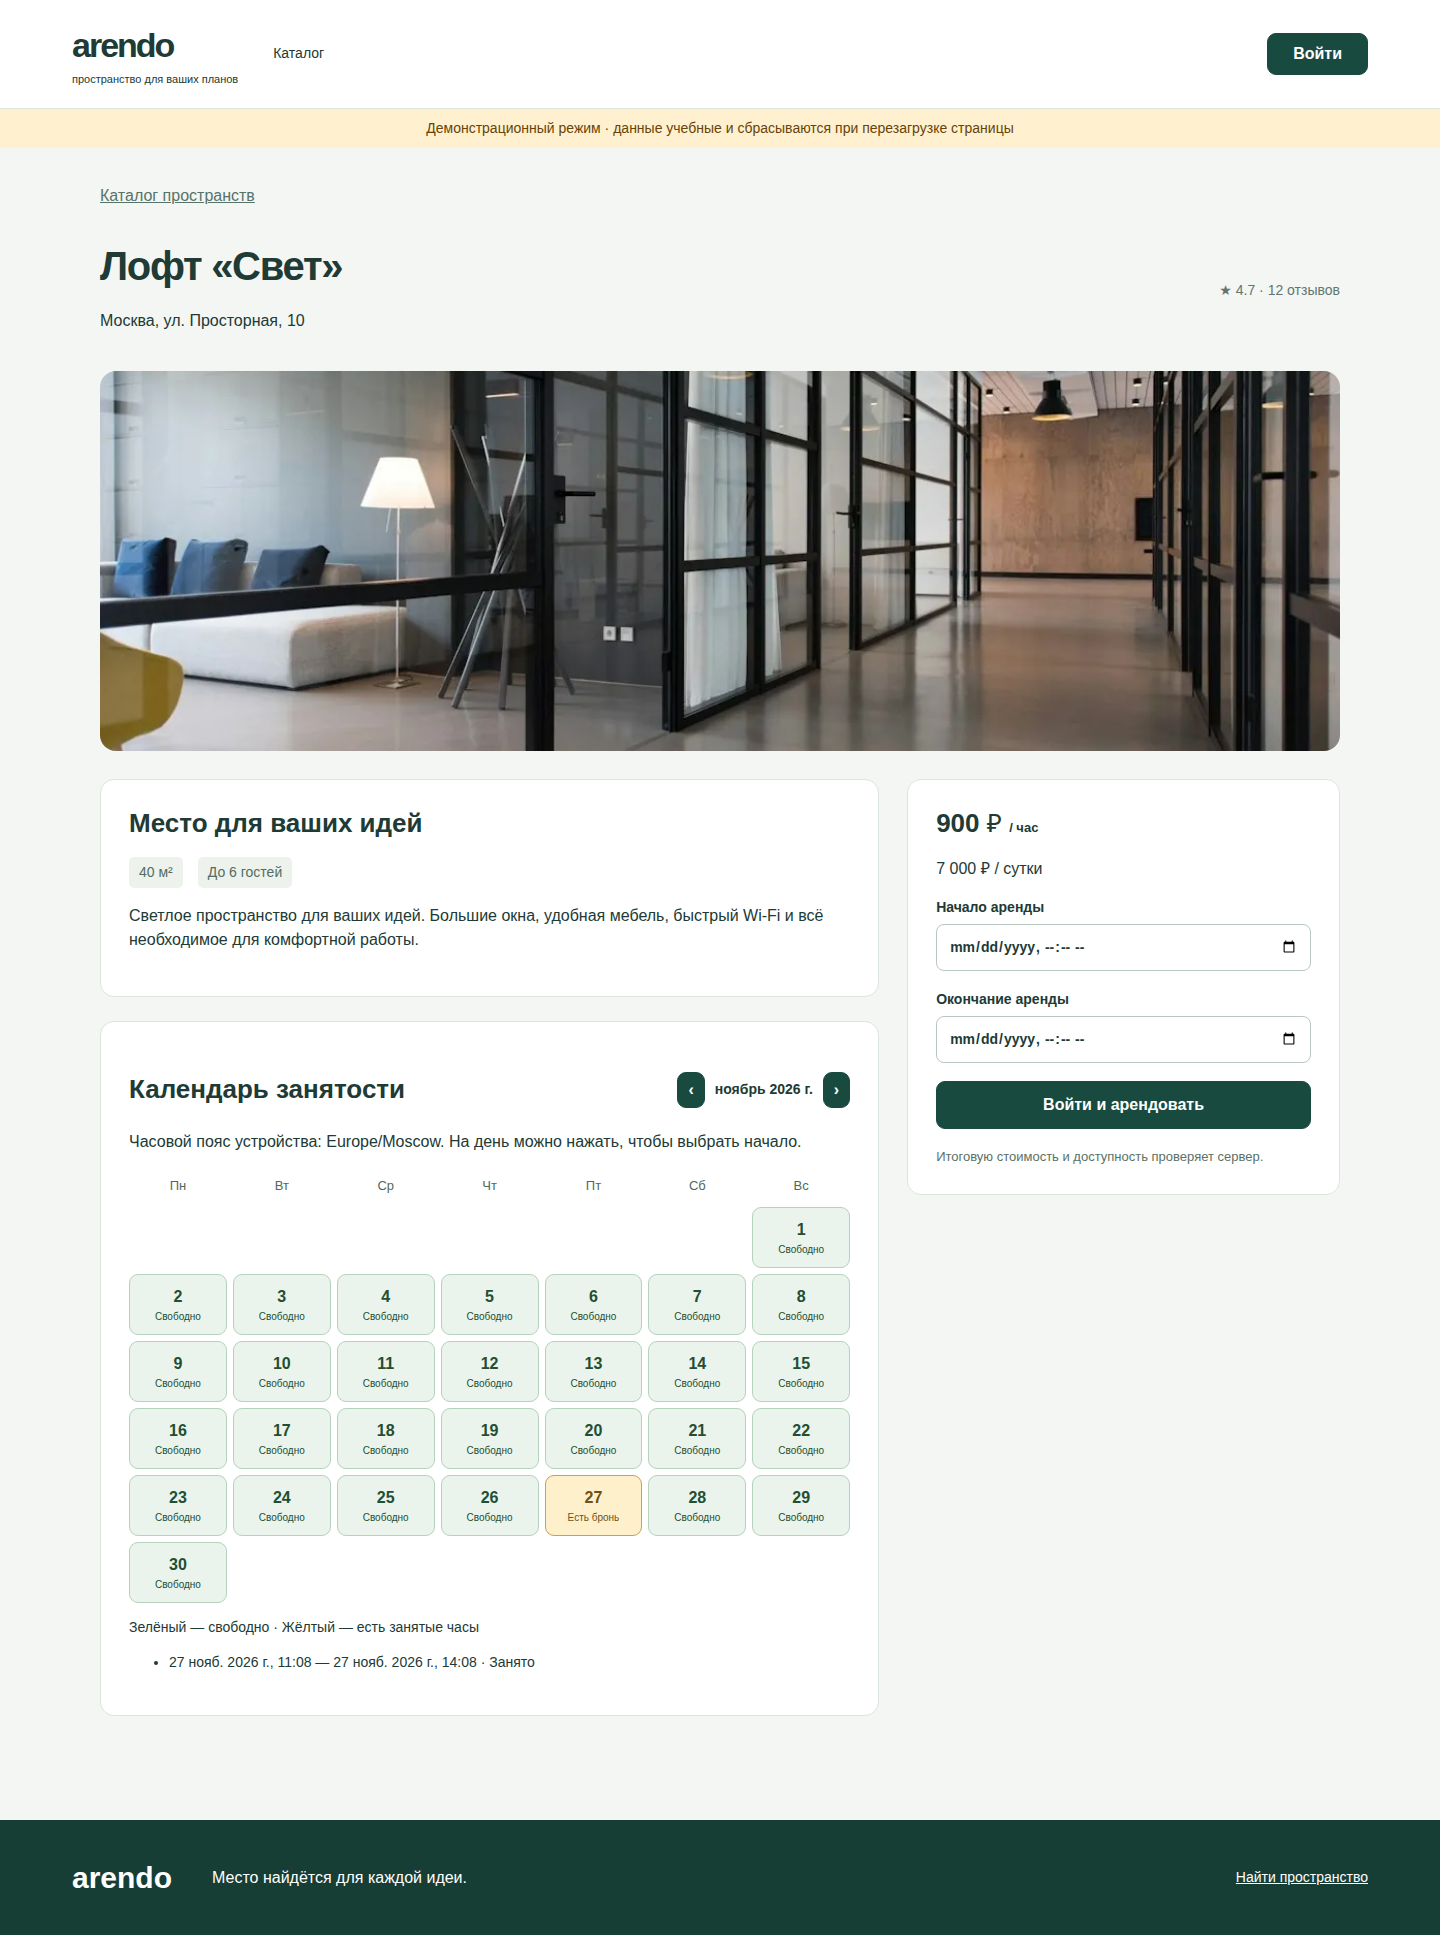 arendo
пространство для ваших планов
Каталог
Войти
Демонстрационный режим · данные учебные и сбрасываются при перезагрузке страницы
Каталог пространств
Лофт «Свет»
★ 4.7 · 12 отзывов
Москва, ул. Просторная, 10
Место для ваших идей
40 м²
До 6 гостей
Светлое пространство для ваших идей. Большие окна, удобная мебель, быстрый Wi-Fi и всё
необходимое для комфортной работы.
900 ₽ / час
7 000 ₽ / сутки
Начало аренды
mm/dd/yyyy, --:-- --
Окончание аренды
mm/dd/yyyy, --:-- --
Войти и арендовать
Итоговую стоимость и доступность проверяет сервер.
Календарь занятости
‹ ноябрь 2026 г. ›
Часовой пояс устройства: Europe/Moscow. На день можно нажать, чтобы выбрать начало.
Пн Вт Ср Чт Пт Сб Вс
1
Свободно
2 3 4 5 6 7 8
Свободно Свободно Свободно Свободно Свободно Свободно Свободно
9 10 11 12 13 14 15
Свободно Свободно Свободно Свободно Свободно Свободно Свободно
16 17 18 19 20 21 22
Свободно Свободно Свободно Свободно Свободно Свободно Свободно
23 24 25 26 27 28 29
Свободно Свободно Свободно Свободно Есть бронь Свободно Свободно
30
Свободно
Зелёный — свободно · Жёлтый — есть занятые часы
• 27 нояб. 2026 г., 11:08 — 27 нояб. 2026 г., 14:08 · Занято
arendo
Место найдётся для каждой идеи.
Найти пространство